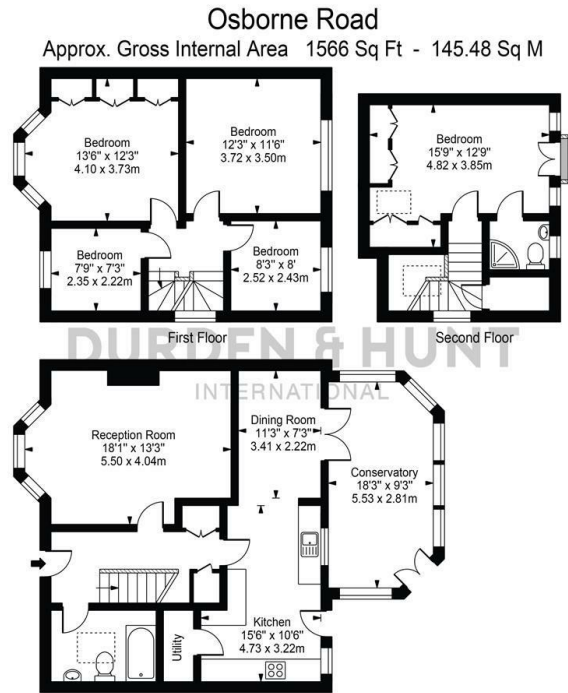 Osborne Road
Approx. Gross Internal Area 1566 Sq Ft - 145.48 Sq M
Bedroom
13'6" x 12'3"
4.10 x 3.73m
Bedroom
12'3" x 11'6"
3.72 x 3.50m
Bedroom
7'9" x 7'3"
2.35 x 2.22m
Bedroom
8'3" x 8'
2.52 x 2.43m
First Floor
Bedroom
15'9" x 12'9"
4.82 x 3.85m
Second Floor
DURDEN & HUNT
INTERNATIONAL
Reception Room
18'1" x 13'3"
5.50 x 4.04m
Dining Room
11'3" x 7'3"
3.41 x 2.22m
Conservatory
18'3" x 9'3"
5.53 x 2.81m
Kitchen
15'6" x 10'6"
4.73 x 3.22m
Utility